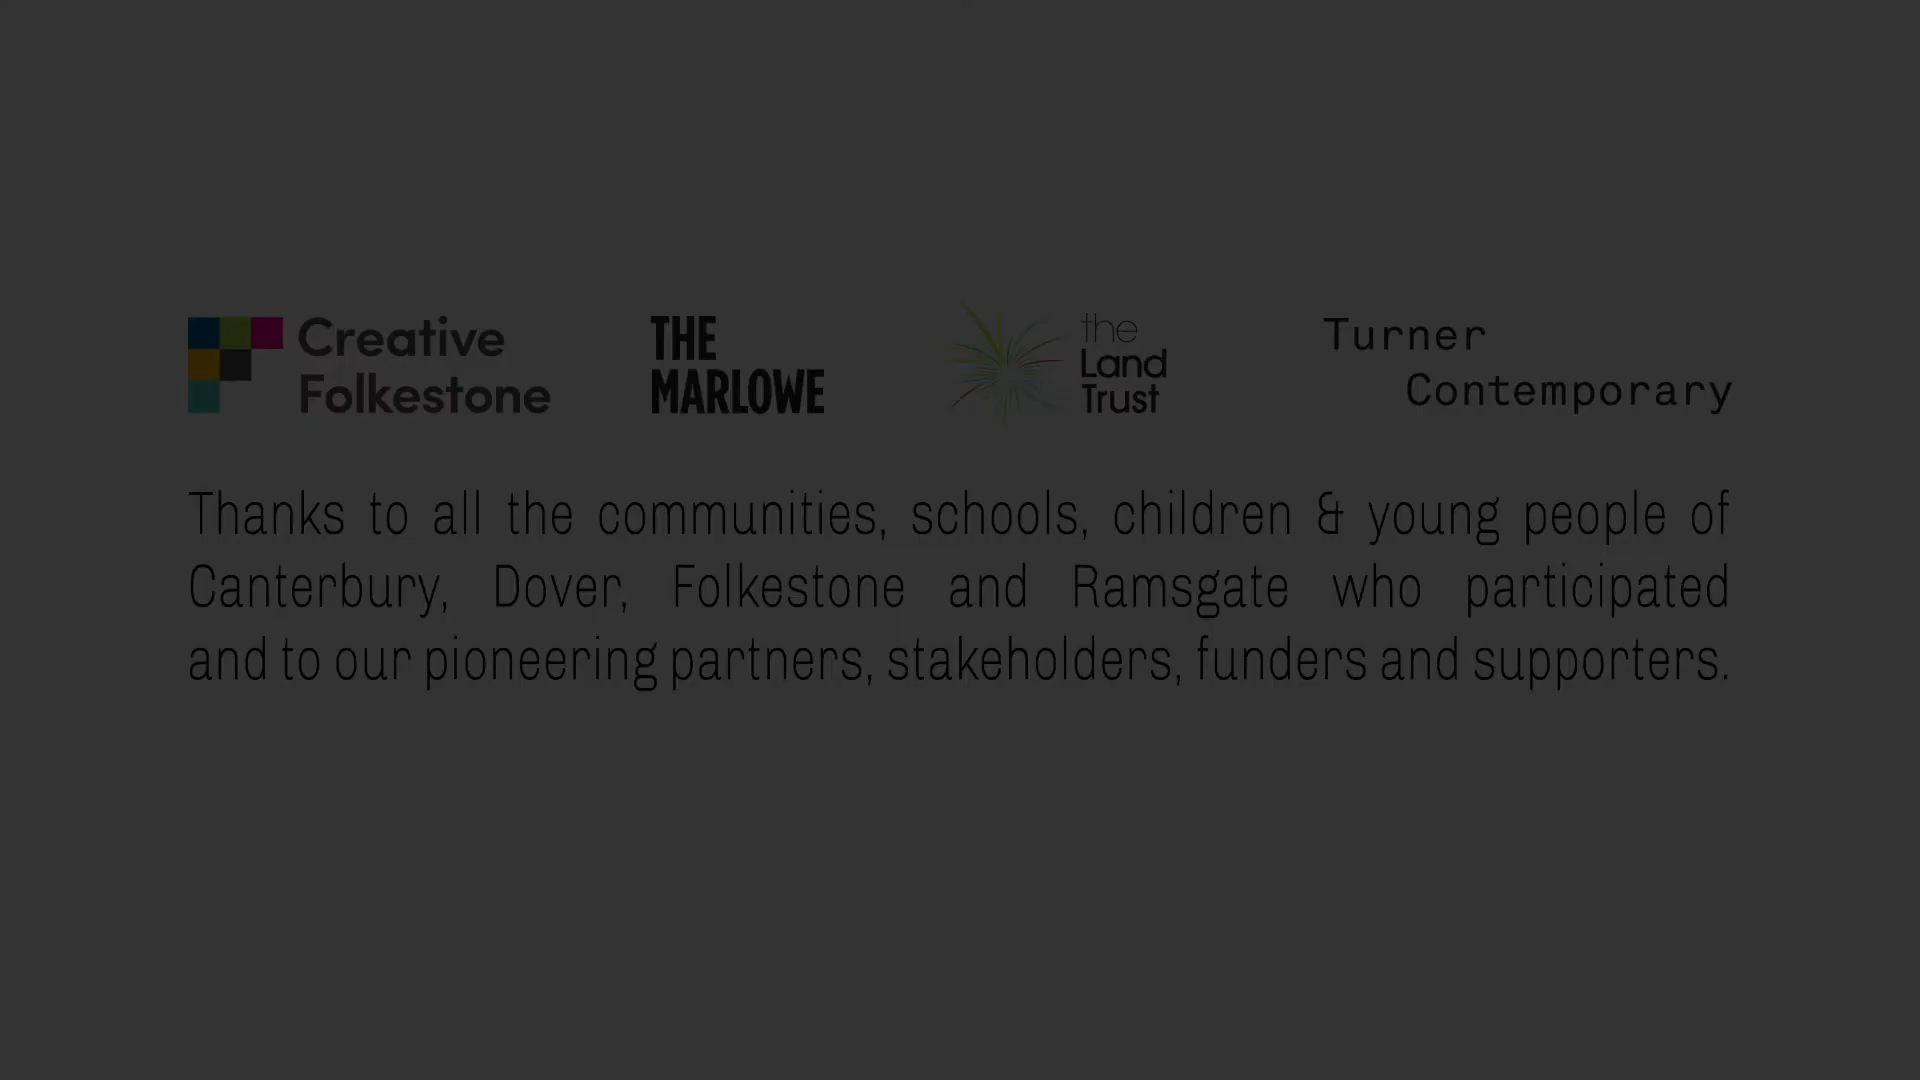 Creative
Folkestone
THE
MARLOWE
the
Land
Trust
Turner
Contemporary
Thanks to all the communities, schools, children & young people of
Canterbury, Dover, Folkestone and Ramsgate who participated
and to our pioneering partners, stakeholders, funders and supporters.